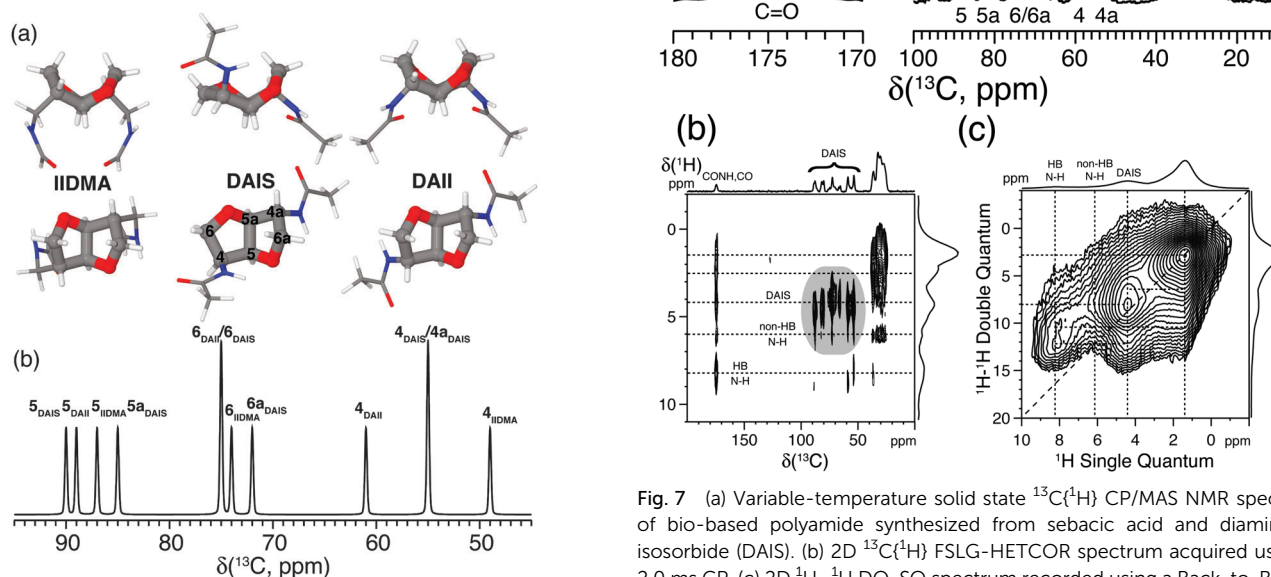 (a)
IIDMA
DAIS
DAII
6
5a
4a
6a
4
5
(b)
6DAII/6DAIS
4DAIS/4aDAIS
5DAIS 5DAII 5IIDMA 5aDAIS
6IIDMA 6aDAIS
4DAII
4IIDMA
90 80 70 60 50
δ(¹³C, ppm)
C=O
5 5a 6/6a 4 4a
180 175 170 100 80 60 40 20
δ(¹³C, ppm)
(b)
δ(¹H)
ppm
CONH,CO
DAIS
0
DAIS
5
non-HB
N-H
HB
N-H
10
150 100 50 ppm
δ(¹³C)
(c)
ppm
HB
N-H
non-HB
N-H
DAIS
0
5
10
15
20
¹H-¹H Double Quantum
10 8 6 4 2 0 ppm
¹H Single Quantum
Fig. 7 (a) Variable-temperature solid state ¹³C{¹H} CP/MAS NMR spec
of bio-based polyamide synthesized from sebacic acid and diamin
isosorbide (DAIS). (b) 2D ¹³C{¹H} FSLG-HETCOR spectrum acquired us